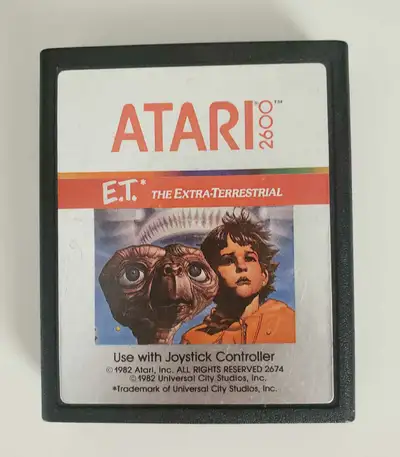 ATARI 2600™
E.T.* THE EXTRA-TERRESTRIAL
Use with Joystick Controller
© 1982 Atari, Inc. ALL RIGHTS RESERVED 2674
© 1982 Universal City Studios, Inc.
*Trademark of Universal City Studios, Inc.